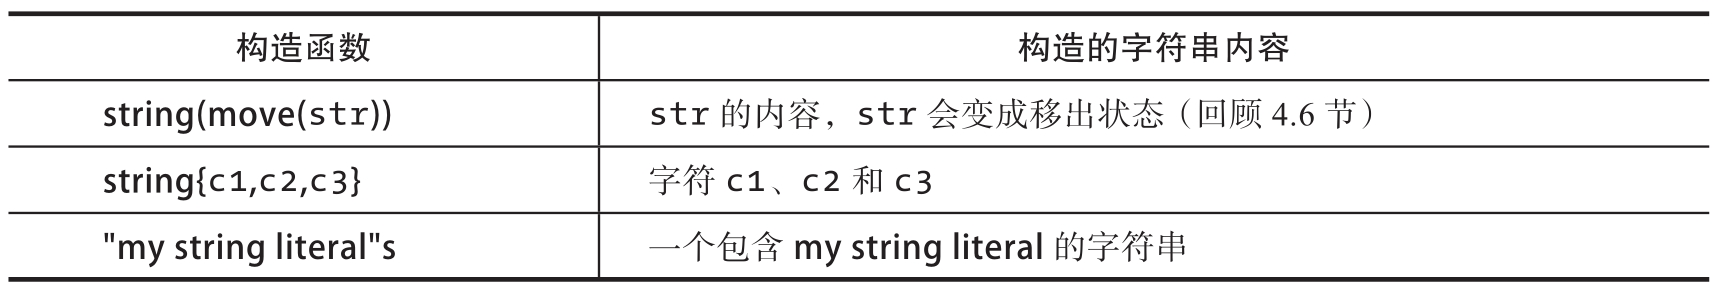 构造函数 构造的字符串内容
string(move(str)) str 的内容，str 会变成移出状态（回顾 4.6 节）
string{c1,c2,c3} 字符 c1、c2 和 c3
"my string literal"s 一个包含 my string literal 的字符串